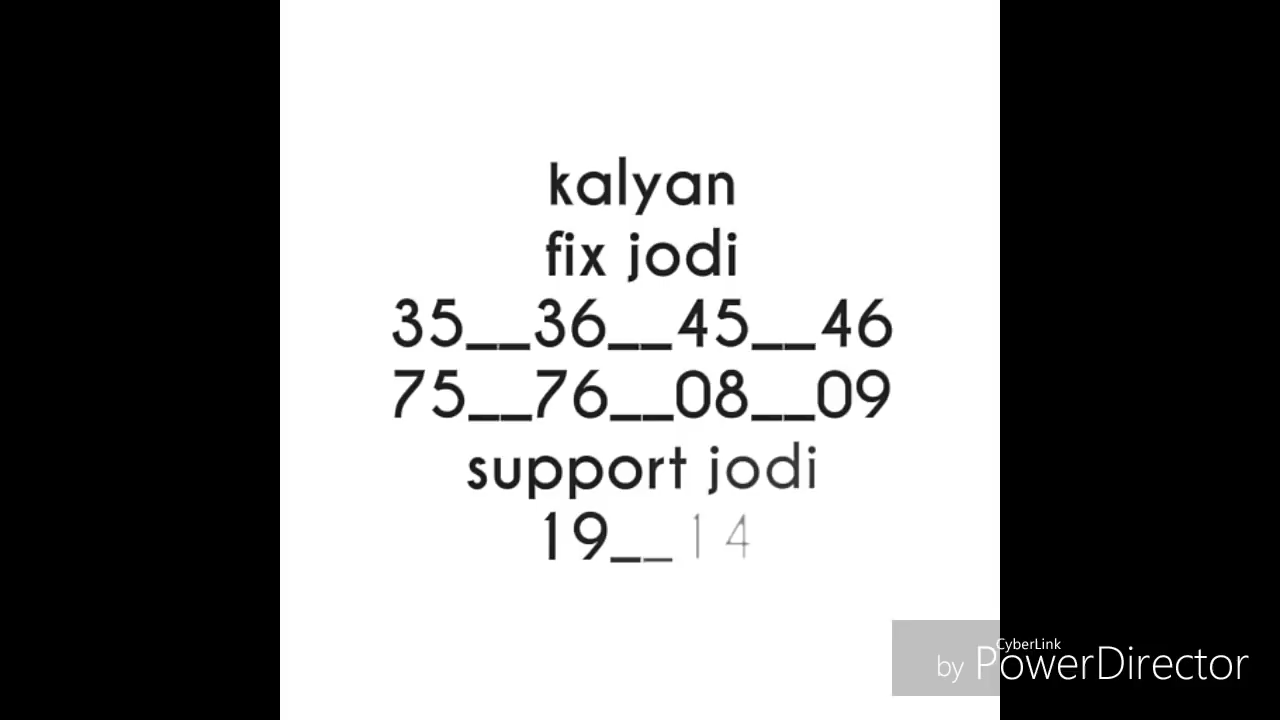 kalyan
fix jodi
35__36__45__46
75__76__08__09
support jodi
19__14
CyberLink
by PowerDirector